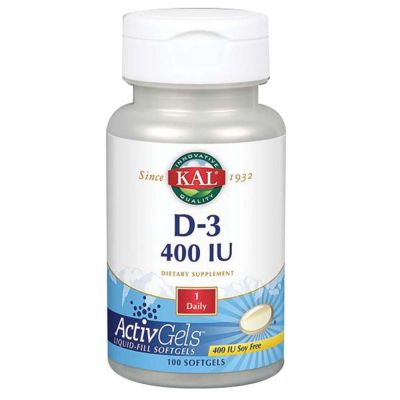 INNOVATIVE
Since KAL® 1932
QUALITY
D-3
400 IU
DIETARY SUPPLEMENT
1
Daily
ActivGels™
LIQUID-FILL SOFTGELS
400 IU Soy Free
100 SOFTGELS